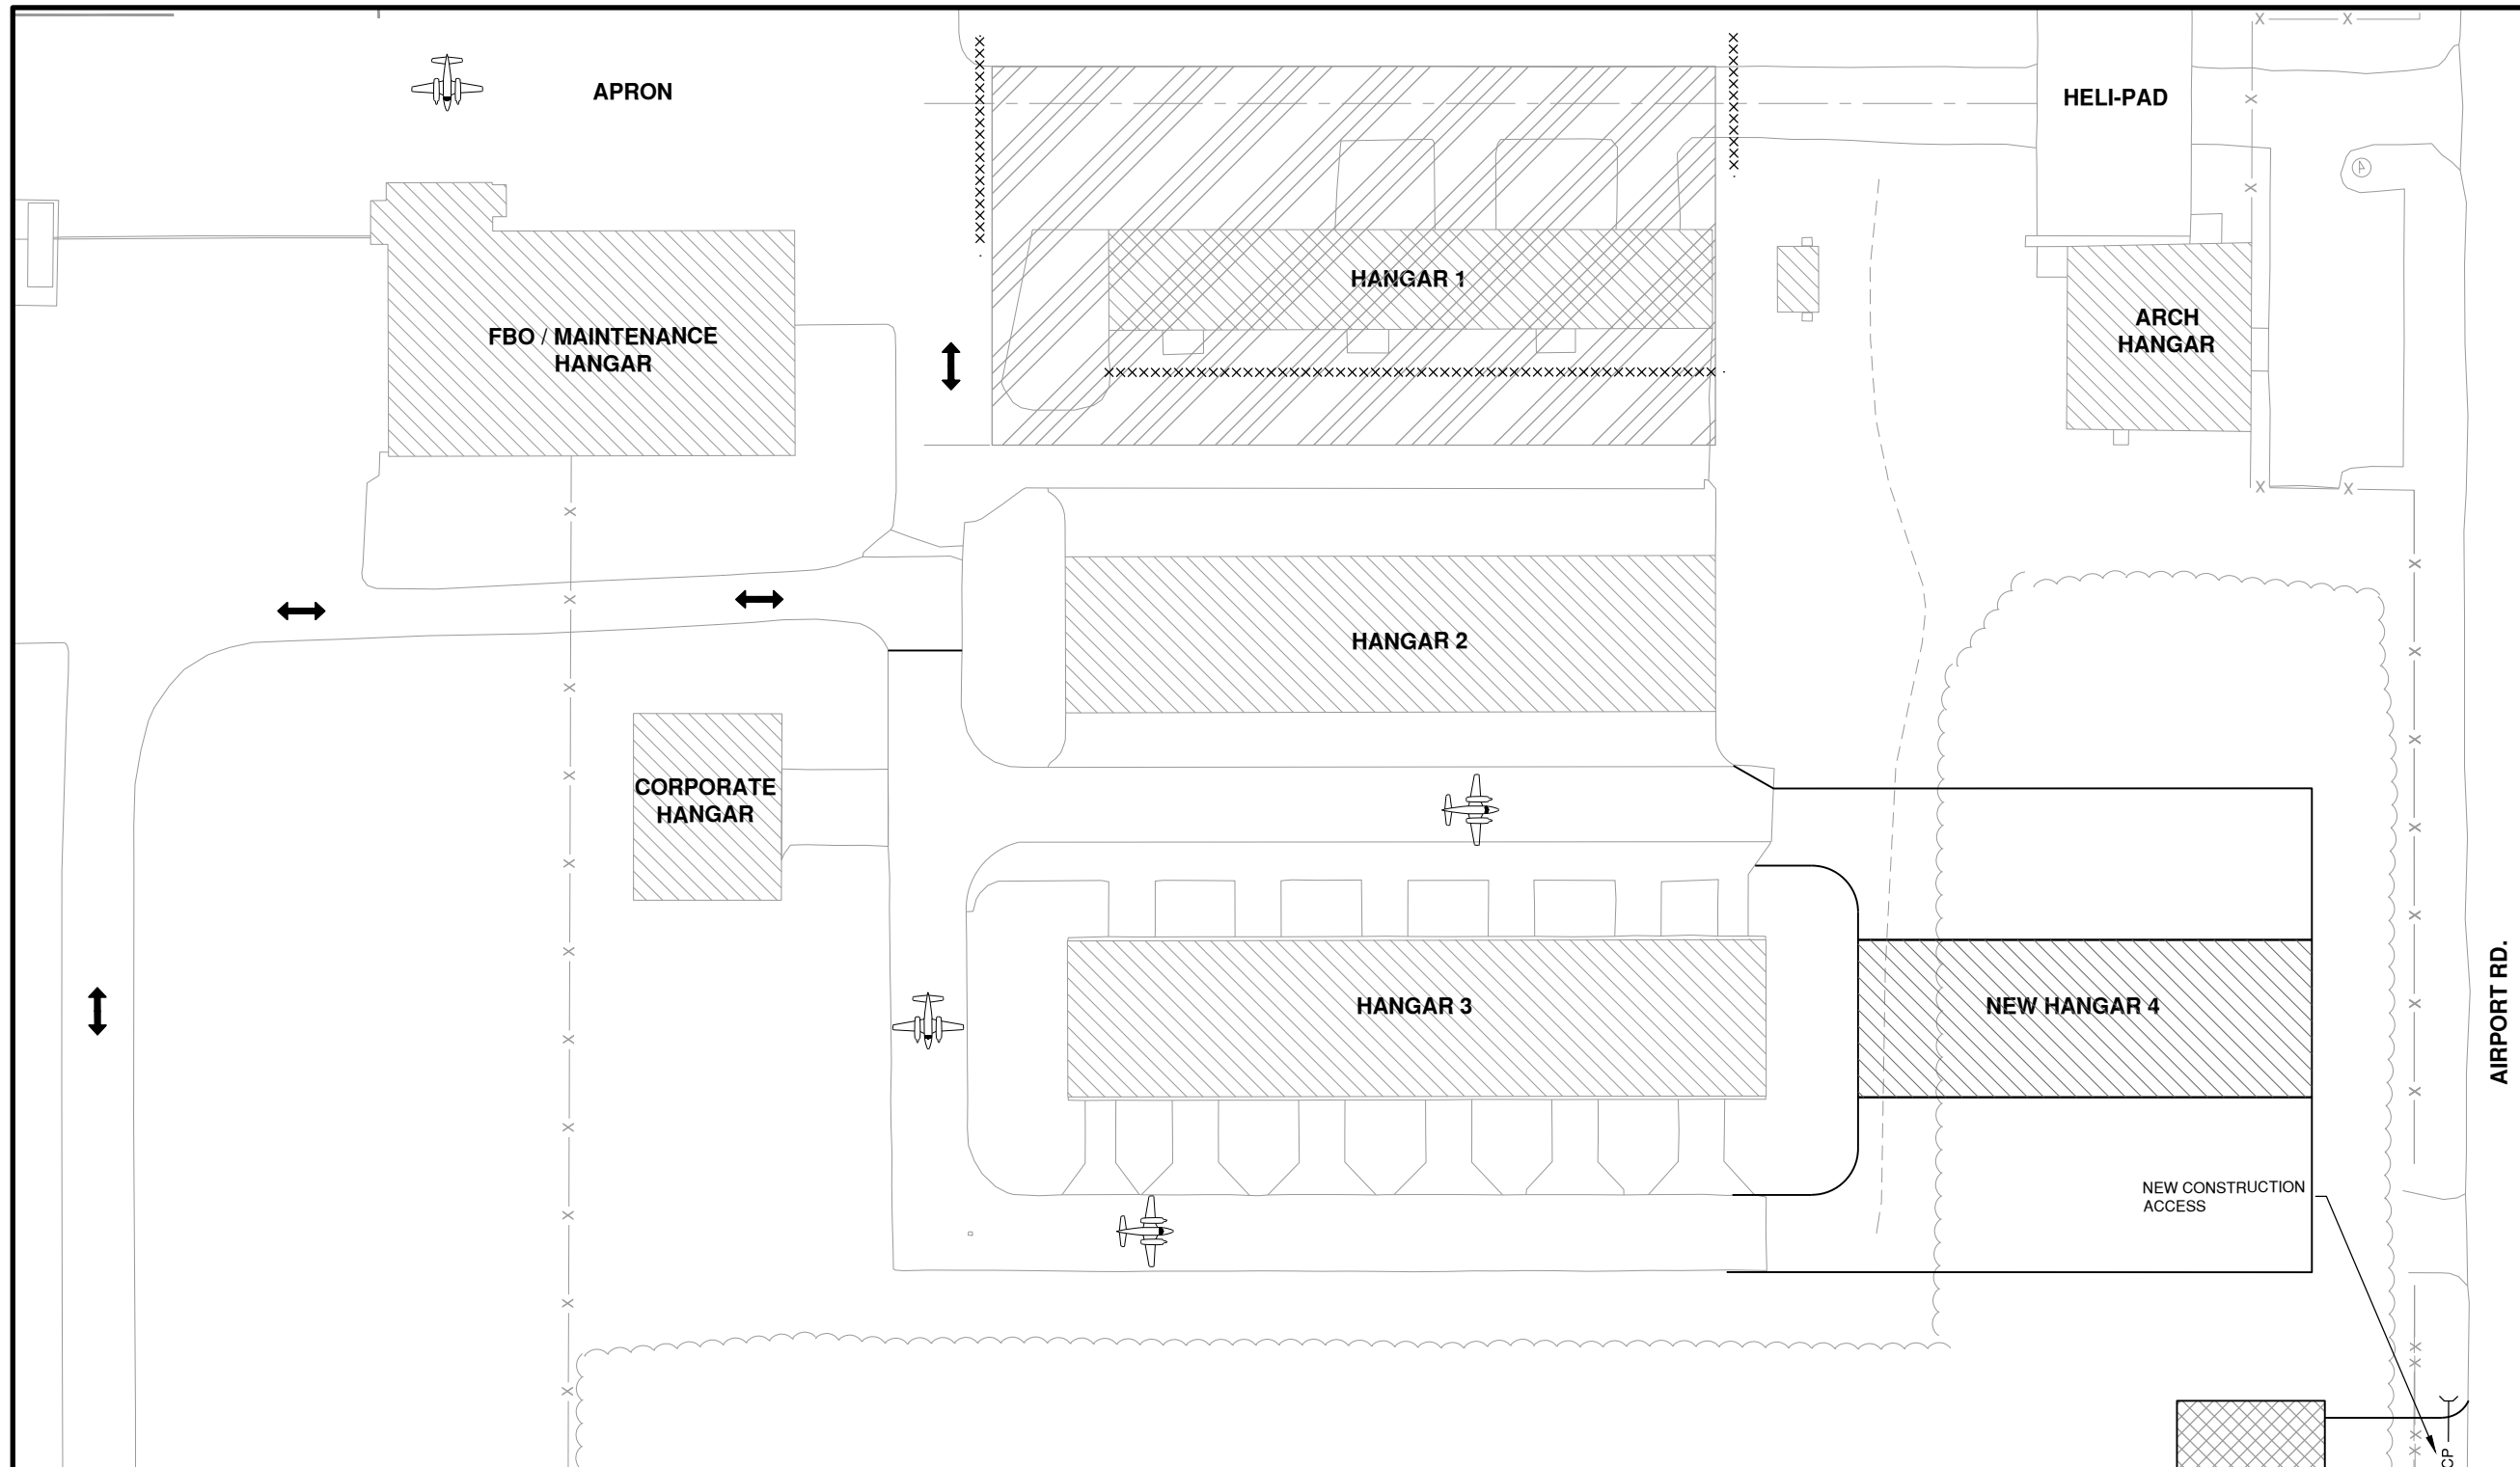 APRON
HELI-PAD
HANGAR 1
FBO / MAINTENANCE
HANGAR
ARCH
HANGAR
HANGAR 2
CORPORATE
HANGAR
HANGAR 3
NEW HANGAR 4
AIRPORT RD.
NEW CONSTRUCTION
ACCESS
CP